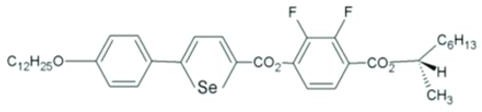 F F
C₆H₁₃
C₁₂H₂₅O CO₂ CO₂
H
Se
CH₃